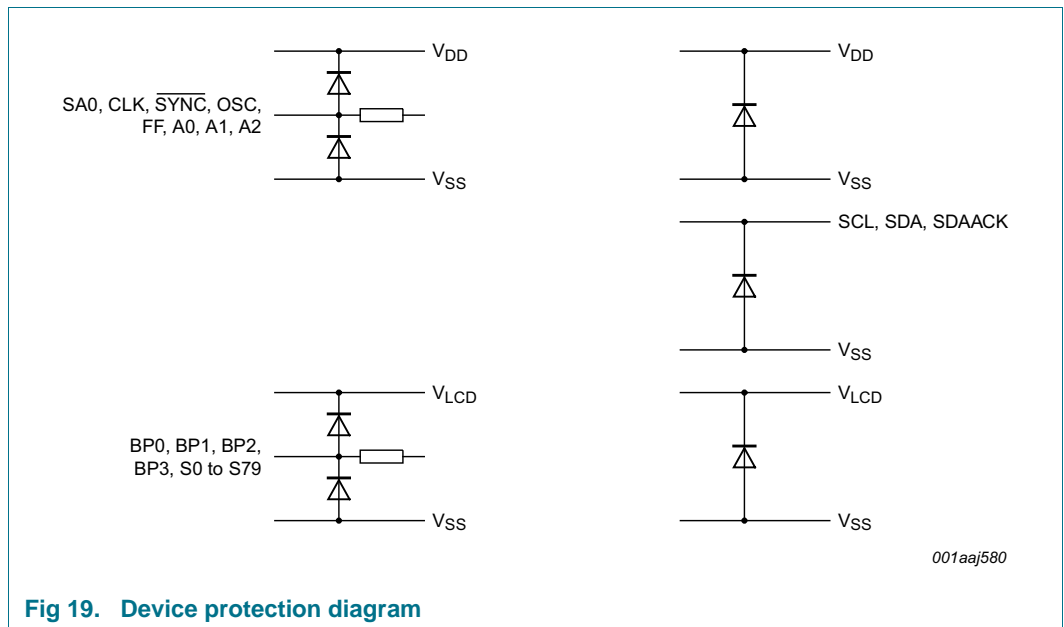 VDD
SA0, CLK, SYNC, OSC,
FF, A0, A1, A2
VSS
VDD
VSS
SCL, SDA, SDAACK
VSS
VLCD
BP0, BP1, BP2,
BP3, S0 to S79
VSS
VLCD
VSS
001aaj580
Fig 19. Device protection diagram